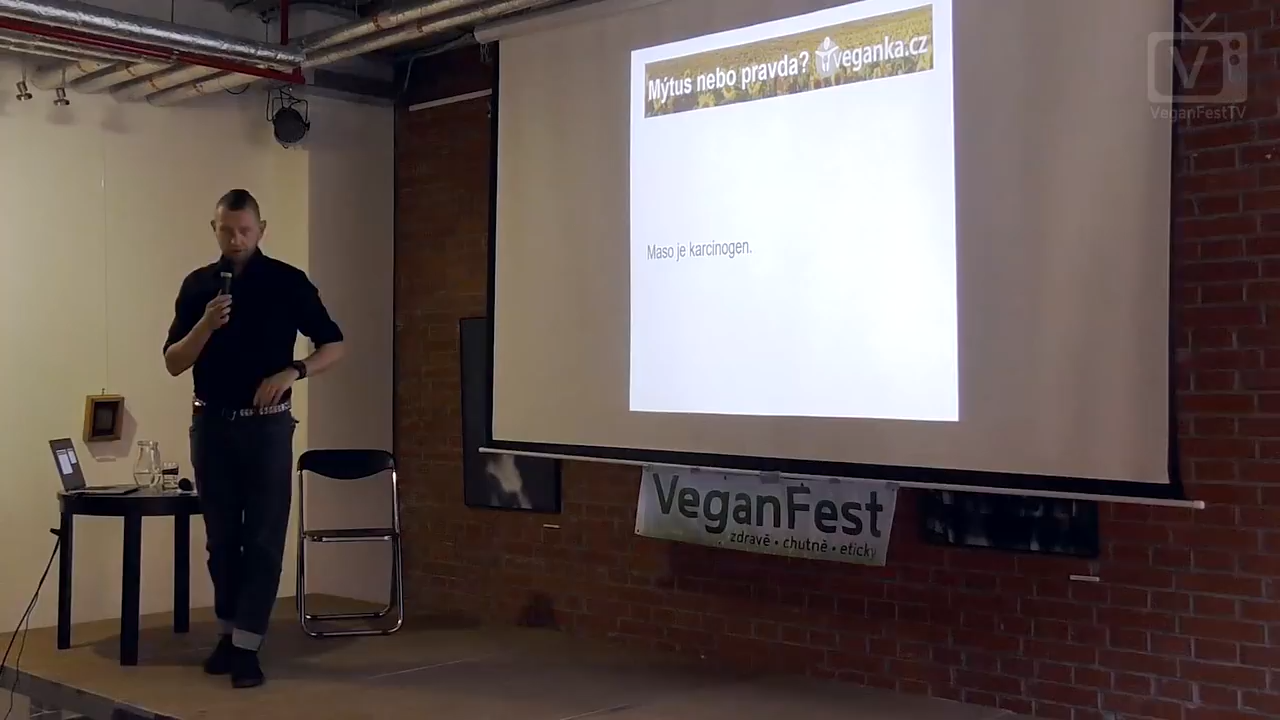 Mýtus nebo pravda? veganka.cz
Maso je karcinogen.
VeganFest
zdravě • chutně • eticky
V
VeganFestTV